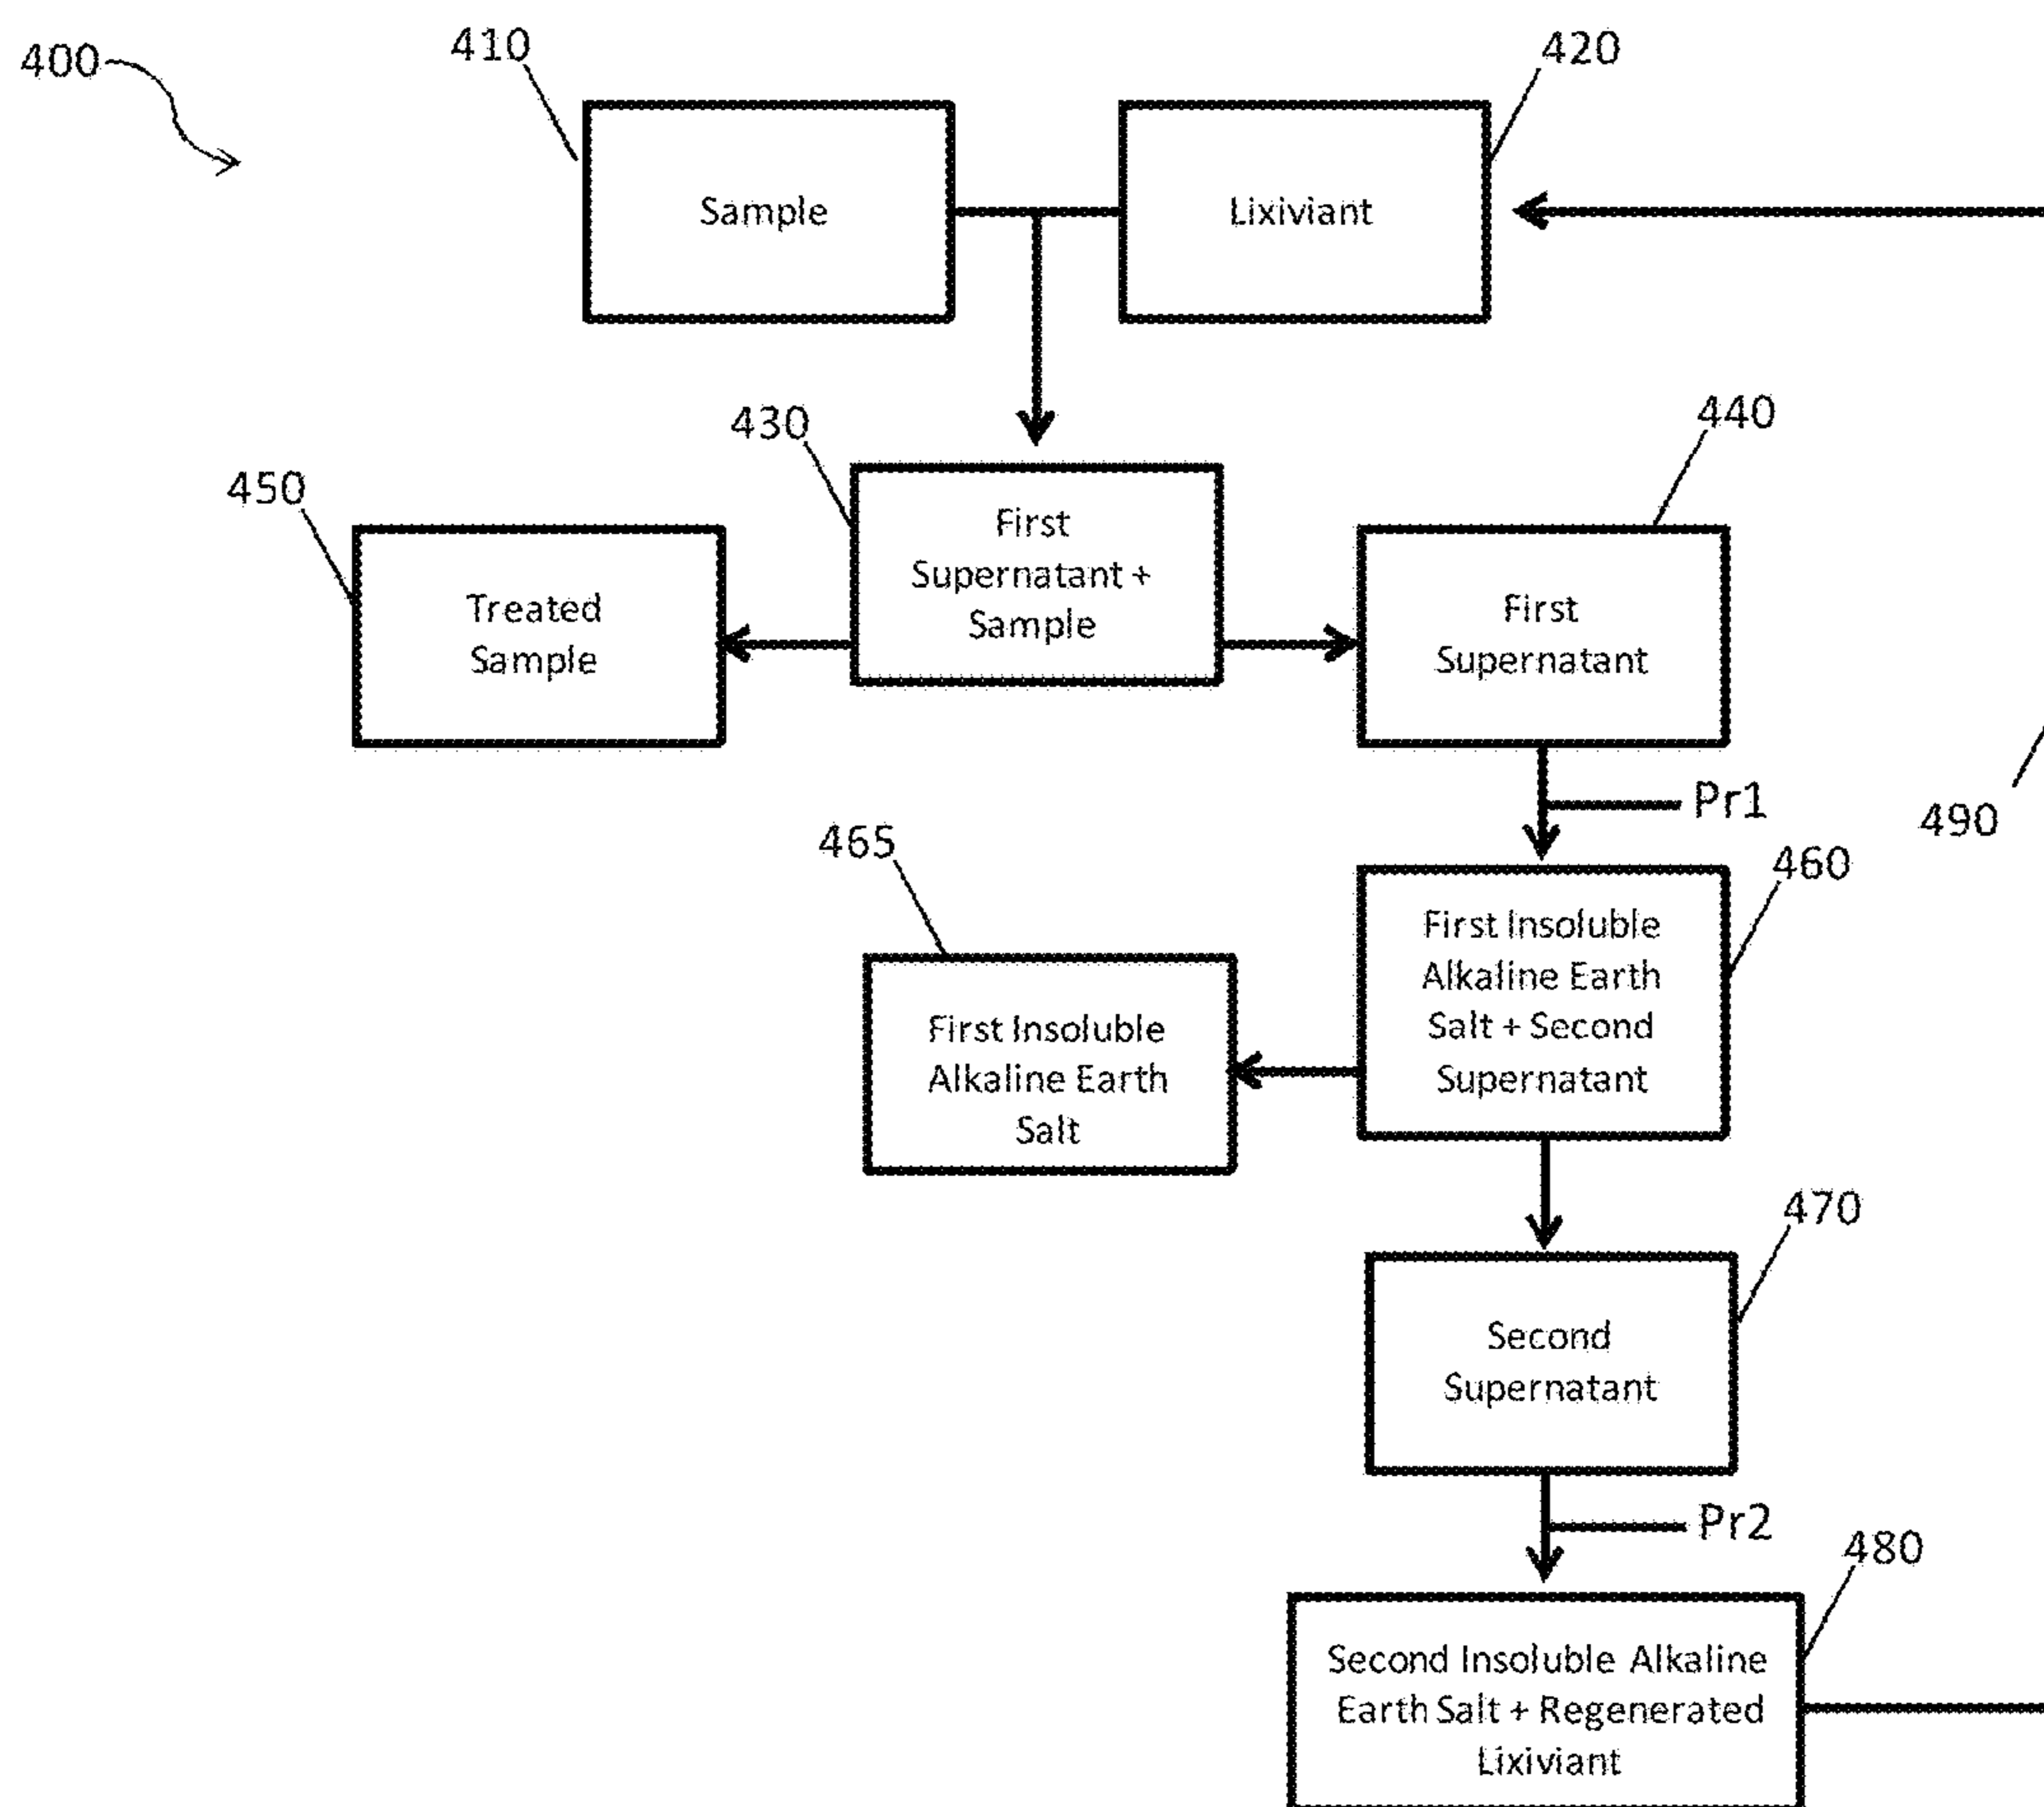 400
410
420
Sample
Lixiviant
430
440
450
First
Supernatant +
Sample
Treated
Sample
First
Supernatant
Pr1
490
465
460
First Insoluble
Alkaline Earth
Salt + Second
Supernatant
First Insoluble
Alkaline Earth
Salt
470
Second
Supernatant
Pr2
480
Second Insoluble Alkaline
Earth Salt + Regenerated
Lixiviant